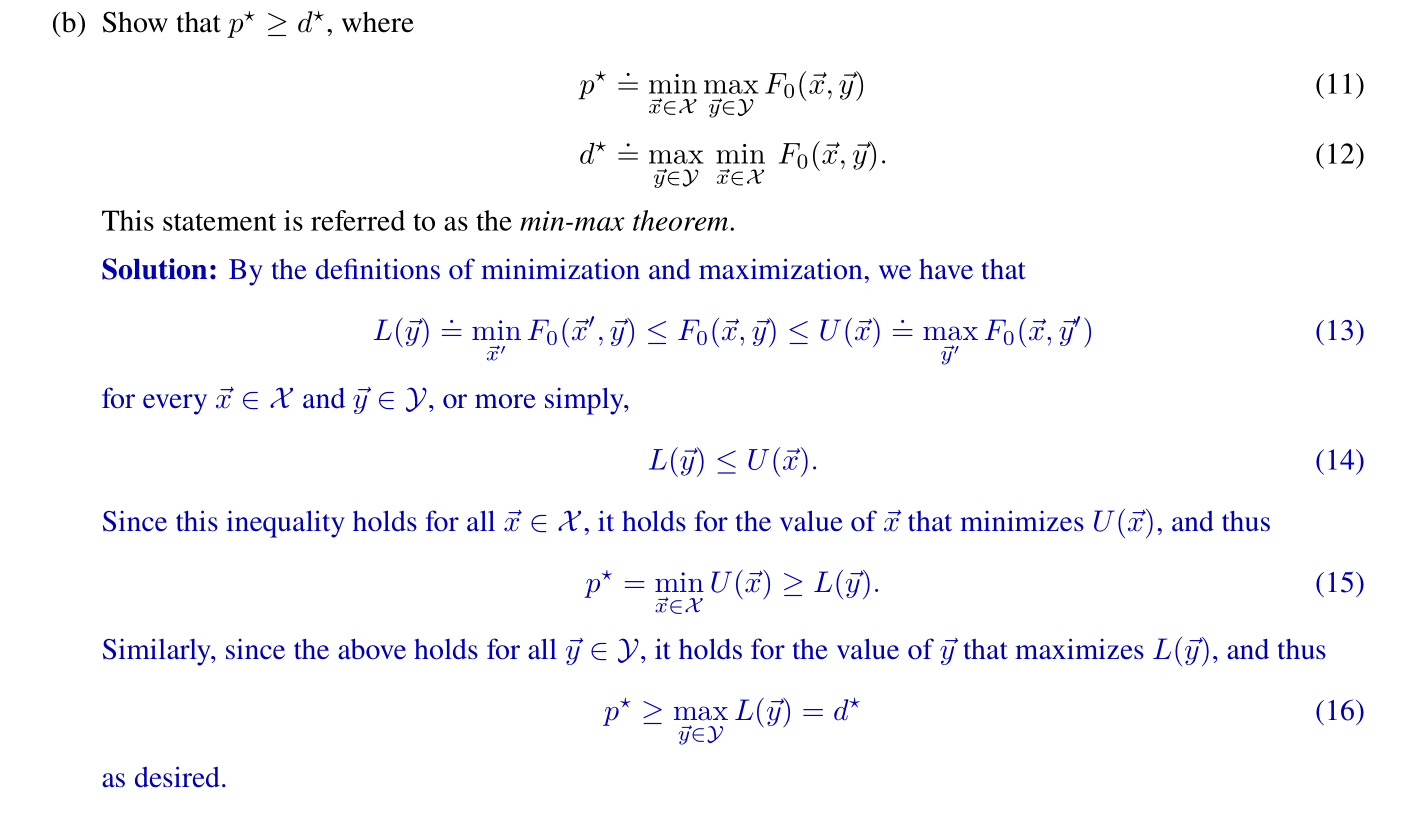 (b) Show that $p^\star \geq d^\star$, where
$p^\star \doteq \min_{\vec{x} \in \mathcal{X}} \max_{\vec{y} \in \mathcal{Y}} F_0(\vec{x}, \vec{y})$ (11)
$d^\star \doteq \max_{\vec{y} \in \mathcal{Y}} \min_{\vec{x} \in \mathcal{X}} F_0(\vec{x}, \vec{y}).$ (12)
This statement is referred to as the min-max theorem.
Solution: By the definitions of minimization and maximization, we have that
$L(\vec{y}) \doteq \min_{\vec{x}'} F_0(\vec{x}', \vec{y}) \leq F_0(\vec{x}, \vec{y}) \leq U(\vec{x}) \doteq \max_{\vec{y}'} F_0(\vec{x}, \vec{y}')$ (13)
for every $\vec{x} \in \mathcal{X}$ and $\vec{y} \in \mathcal{Y}$, or more simply,
$L(\vec{y}) \leq U(\vec{x}).$ (14)
Since this inequality holds for all $\vec{x} \in \mathcal{X}$, it holds for the value of $\vec{x}$ that minimizes $U(\vec{x})$, and thus
$p^\star = \min_{\vec{x} \in \mathcal{X}} U(\vec{x}) \geq L(\vec{y}).$ (15)
Similarly, since the above holds for all $\vec{y} \in \mathcal{Y}$, it holds for the value of $\vec{y}$ that maximizes $L(\vec{y})$, and thus
$p^\star \geq \max_{\vec{y} \in \mathcal{Y}} L(\vec{y}) = d^\star$ (16)
as desired.